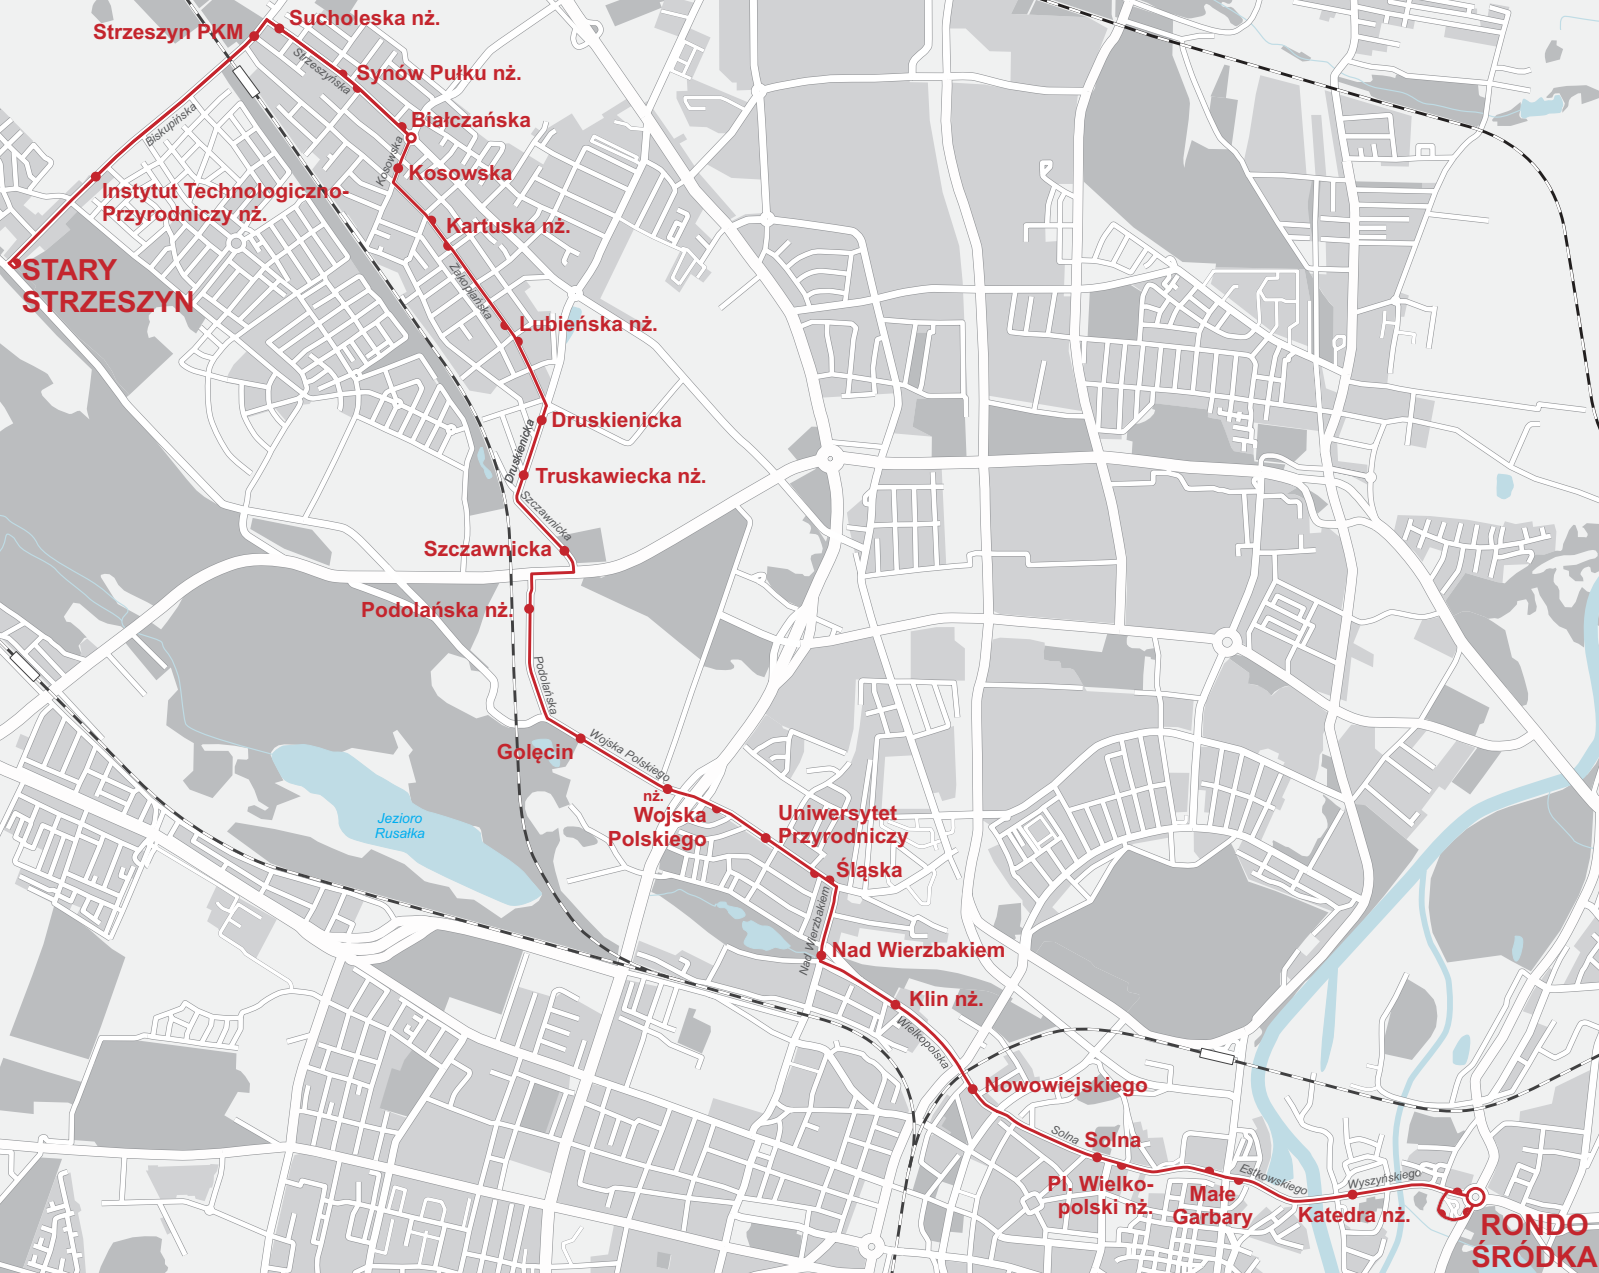 Sucholeska nż.
Strzeszyn PKM
Strzeszyńska
Synów Pułku nż.
Biskupińska
Białczańska
Kosowska
Kosowska
Instytut Technologiczno-
Przyrodniczy nż.
Kartuska nż.
STARY
STRZESZYN
Zakopiańska
Lubieńska nż.
Druskienicka
Druskienicka
Truskawiecka nż.
Szczawnicka
Szczawnicka
Podolańska nż.
Podolańska
Golęcin
Wojska Polskiego
nż.
Wojska
Polskiego
Uniwersytet
Przyrodniczy
Jezioro
Rusałka
Śląska
Nad Wierzbakiem
Nad Wierzbakiem
Klin nż.
Wielkopolska
Nowowiejskiego
Solna
Solna
Pl. Wielko-
polski nż.
Małe
Garbary
Estkowskiego
Wyszyńskiego
Katedra nż.
RONDO
ŚRÓDKA